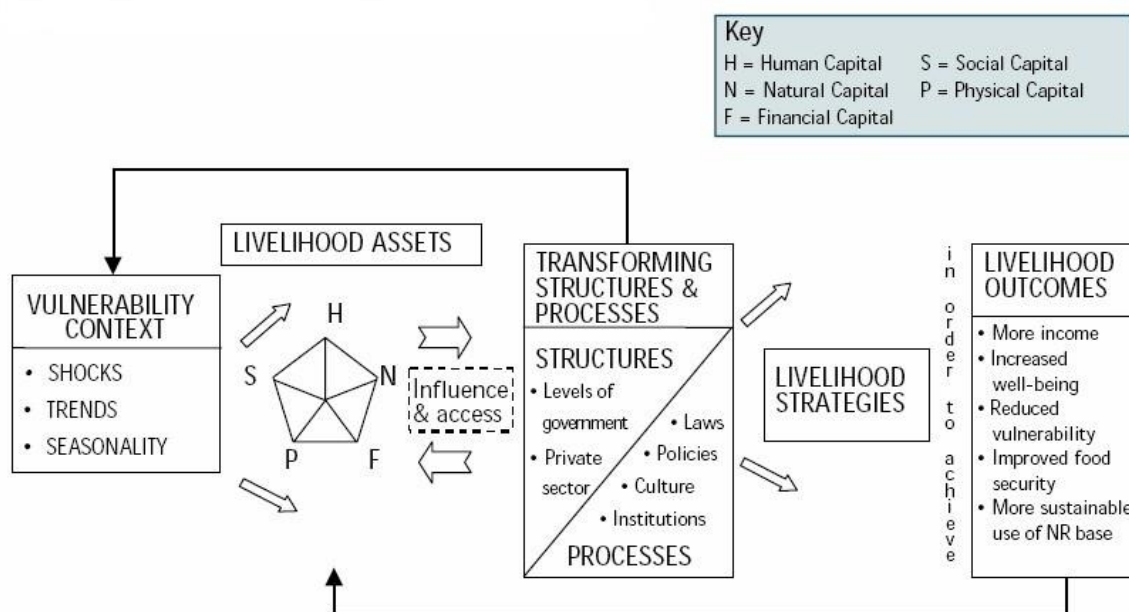 Key
H = Human Capital S = Social Capital
N = Natural Capital P = Physical Capital
F = Financial Capital
LIVELIHOOD ASSETS
VULNERABILITY
CONTEXT
• SHOCKS
• TRENDS
• SEASONALITY
H
S
N
P
F
Influence
& access
TRANSFORMING
STRUCTURES &
PROCESSES
STRUCTURES
• Levels of
government
• Private
sector
• Laws
• Policies
• Culture
• Institutions
PROCESSES
LIVELIHOOD
STRATEGIES
in order to achieve
LIVELIHOOD
OUTCOMES
• More income
• Increased
well-being
• Reduced
vulnerability
• Improved food
security
• More sustainable
use of NR base